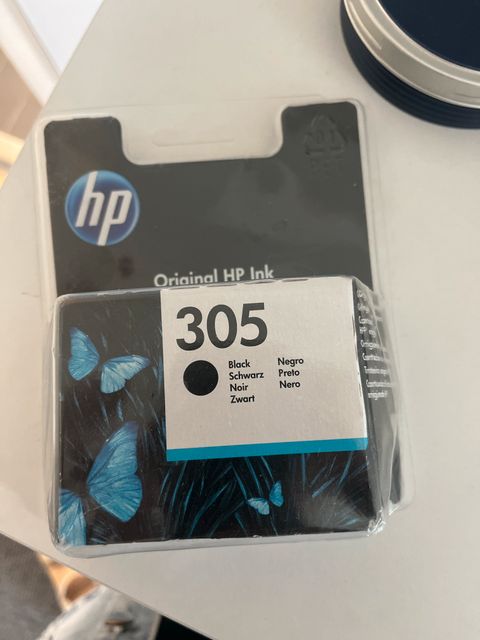 hp
Original HP Ink
305
Black Negro
Schwarz Preto
Noir Nero
Zwart